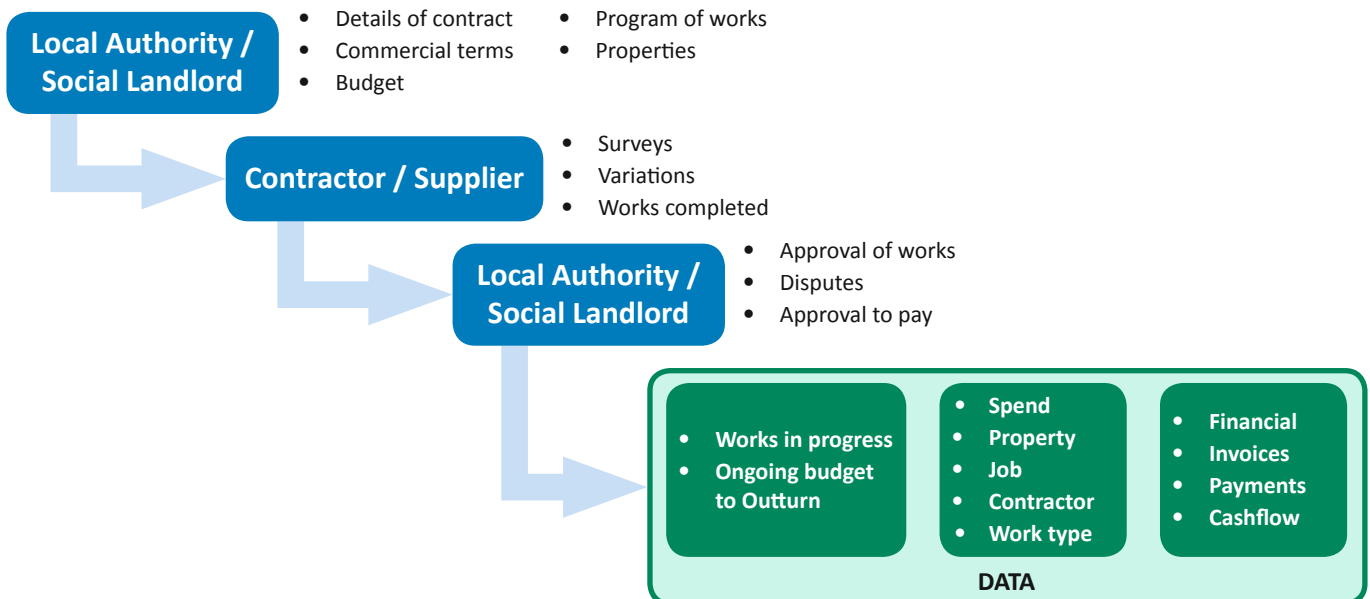 Local Authority /
Social Landlord
• Details of contract
• Commercial terms
• Budget
• Program of works
• Properties
Contractor / Supplier
• Surveys
• Variations
• Works completed
Local Authority /
Social Landlord
• Approval of works
• Disputes
• Approval to pay
• Works in progress
• Ongoing budget
to Outturn
• Spend
• Property
• Job
• Contractor
• Work type
• Financial
• Invoices
• Payments
• Cashflow
DATA